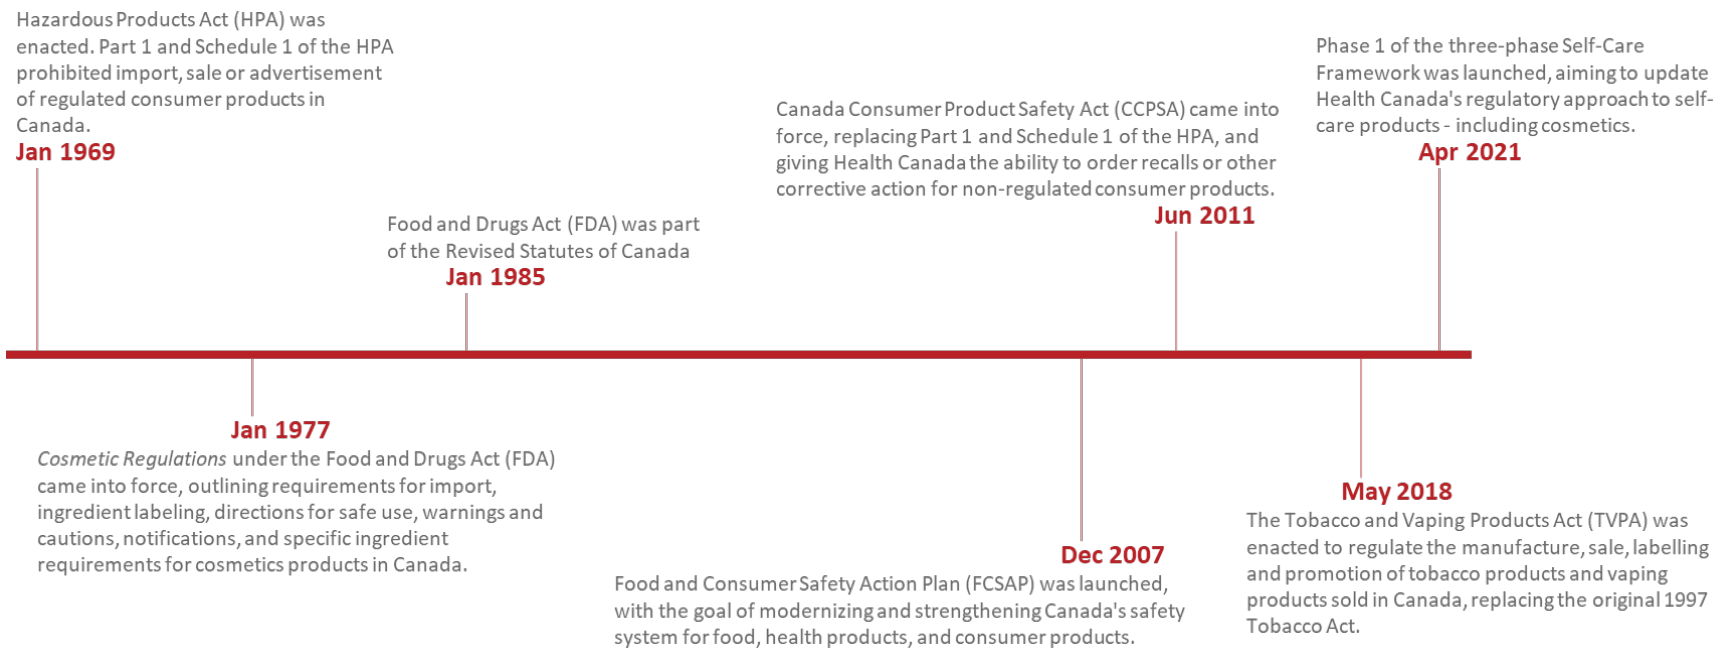 Hazardous Products Act (HPA) was
enacted. Part 1 and Schedule 1 of the HPA
prohibited import, sale or advertisement
of regulated consumer products in
Canada.
Jan 1969
Food and Drugs Act (FDA) was part
of the Revised Statutes of Canada
Jan 1985
Canada Consumer Product Safety Act (CCPSA) came into
force, replacing Part 1 and Schedule 1 of the HPA, and
giving Health Canada the ability to order recalls or other
corrective action for non-regulated consumer products.
Jun 2011
Phase 1 of the three-phase Self-Care
Framework was launched, aiming to update
Health Canada's regulatory approach to self-
care products - including cosmetics.
Apr 2021
Jan 1977
Cosmetic Regulations under the Food and Drugs Act (FDA)
came into force, outlining requirements for import,
ingredient labeling, directions for safe use, warnings and
cautions, notifications, and specific ingredient
requirements for cosmetics products in Canada.
Dec 2007
Food and Consumer Safety Action Plan (FCSAP) was launched,
with the goal of modernizing and strengthening Canada's safety
system for food, health products, and consumer products.
May 2018
The Tobacco and Vaping Products Act (TVPA) was
enacted to regulate the manufacture, sale, labelling
and promotion of tobacco products and vaping
products sold in Canada, replacing the original 1997
Tobacco Act.